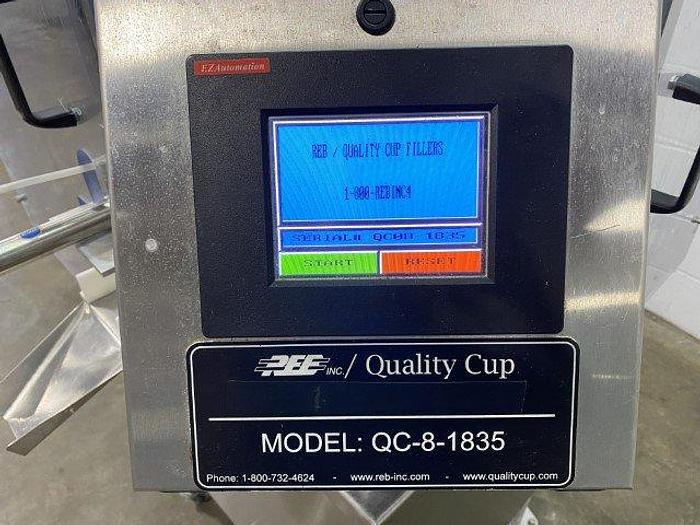 EZAutomation
REB / QUALITY CUP FILLERS
1-800-REBINC4
SERIAL# QC08 1835
START RESET
REB INC. / Quality Cup
MODEL: QC-8-1835
Phone: 1-800-732-4624 - www.reb-inc.com - www.qualitycup.com